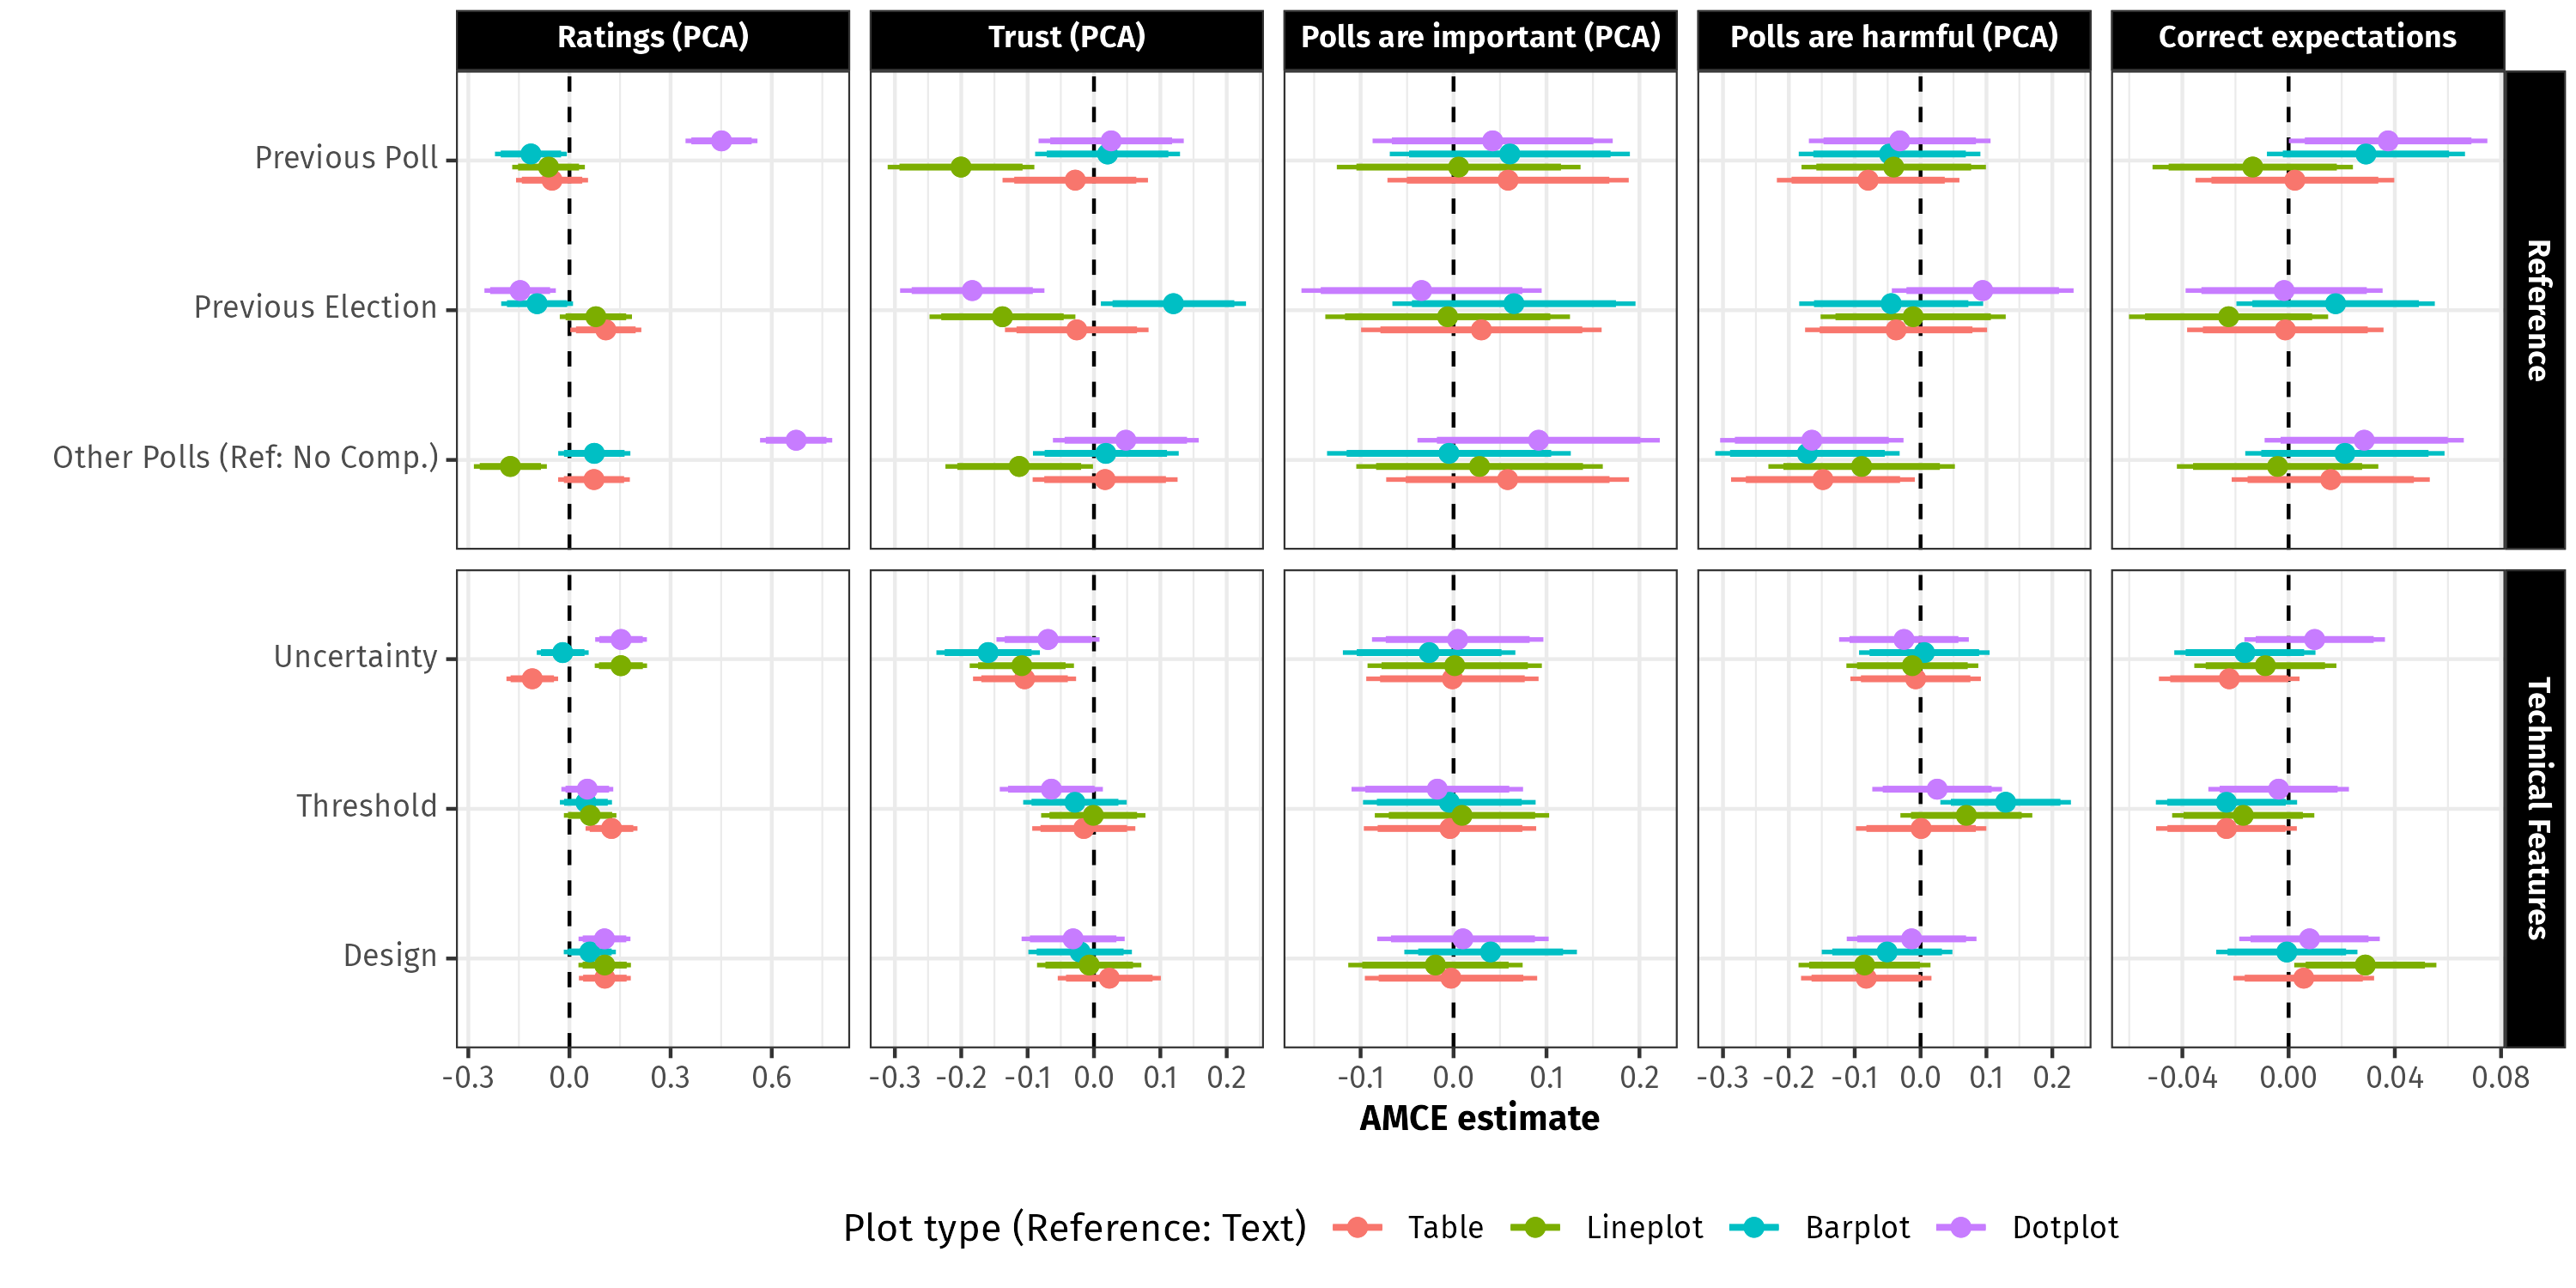 Ratings (PCA) Trust (PCA) Polls are important (PCA) Polls are harmful (PCA) Correct expectations
Previous Poll
Previous Election
Other Polls (Ref: No Comp.)
Reference
Uncertainty
Threshold
Design
Technical Features
-0.3 0.0 0.3 0.6 -0.3 -0.2 -0.1 0.0 0.1 0.2 -0.1 0.0 0.1 0.2 -0.3 -0.2 -0.1 0.0 0.1 0.2 -0.04 0.00 0.04 0.08
AMCE estimate
Plot type (Reference: Text) Table Lineplot Barplot Dotplot